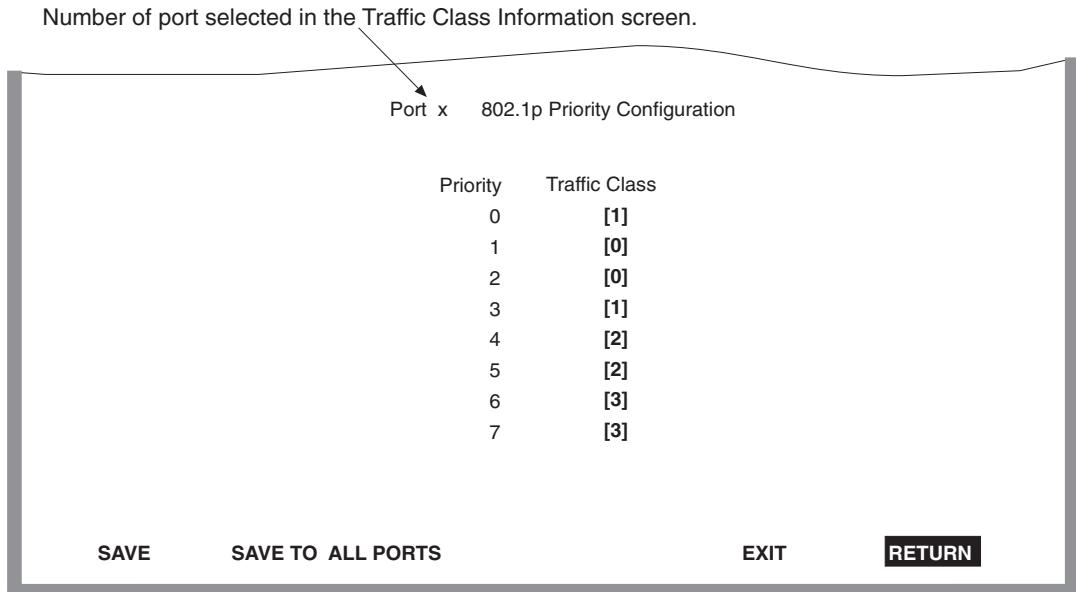 Number of port selected in the Traffic Class Information screen.
Port x 802.1p Priority Configuration
Priority Traffic Class
0 [1]
1 [0]
2 [0]
3 [1]
4 [2]
5 [2]
6 [3]
7 [3]
SAVE SAVE TO ALL PORTS EXIT RETURN